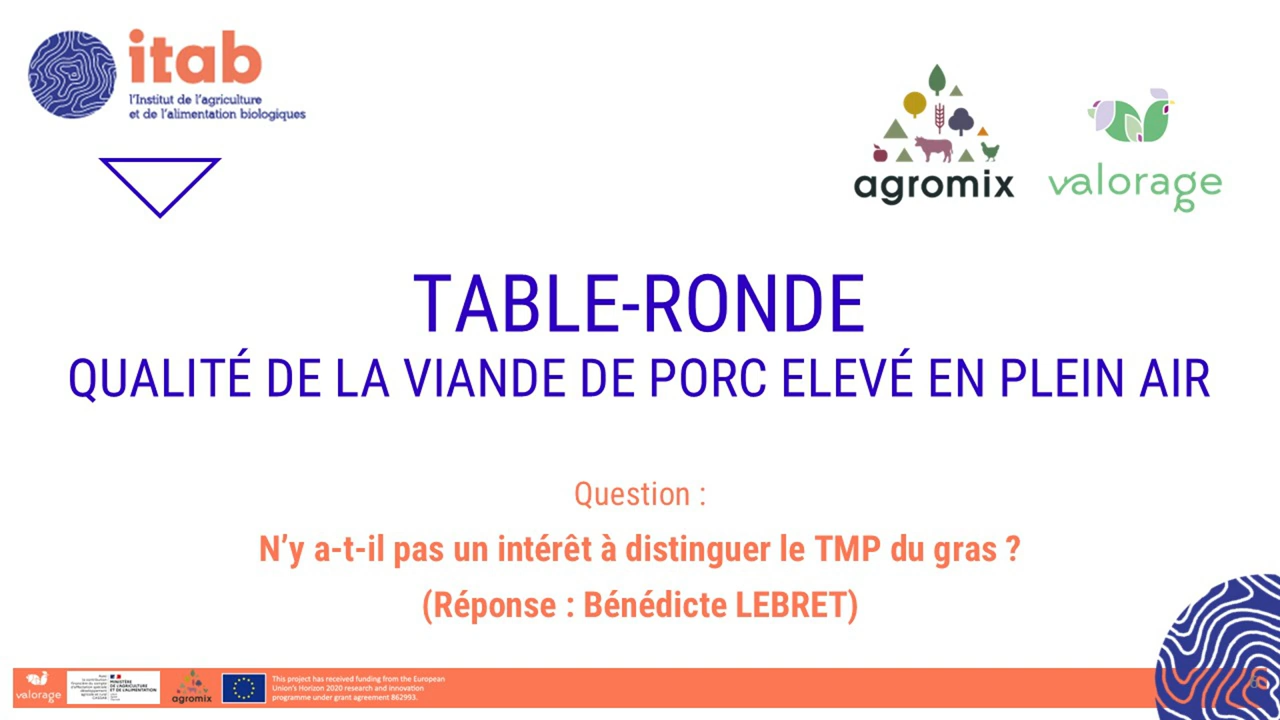 itab
l'Institut de l'agriculture
et de l'alimentation biologiques
agromix
valorage
TABLE-RONDE
QUALITÉ DE LA VIANDE DE PORC ELEVÉ EN PLEIN AIR
Question :
N'y a-t-il pas un intérêt à distinguer le TMP du gras ?
(Réponse : Bénédicte LEBRET)
valorage
MINISTÈRE
DE L'AGRICULTURE
ET DE L'ALIMENTATION
agromix
This project has received funding from the European
Union's Horizon 2020 research and innovation
programme under grant agreement 862993.